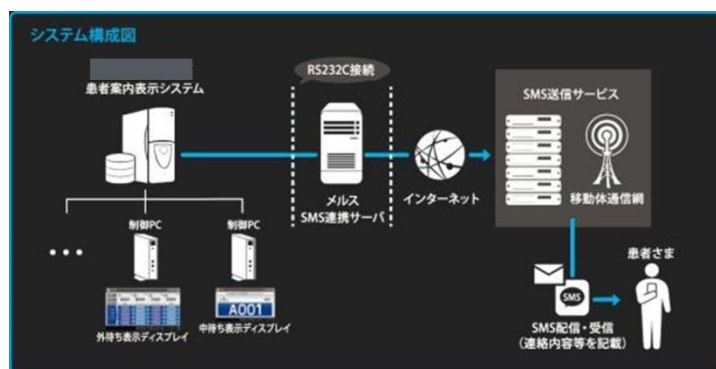 システム構成図
患者案内表示システム
RS232C接続
メルス
SMS連携サーバ
インターネット
SMS送信サービス
移動体通信網
制御PC
制御PC
外待ち表示ディスプレイ
A001
中待ち表示ディスプレイ
患者さま
SMS
SMS配信・受信
(連絡内容等を記載)